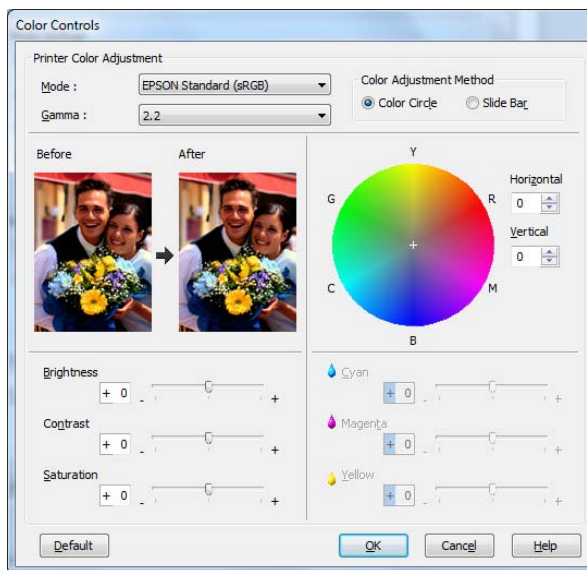 Color Controls
Printer Color Adjustment
Mode :
EPSON Standard (sRGB)
Gamma :
2.2
Color Adjustment Method
Color Circle
Slide Bar
Before
After
Y
G
R
C
M
B
Horizontal
0
Vertical
0
Brightness
+ 0
- +
Contrast
+ 0
- +
Saturation
+ 0
- +
Cyan
+ 0
- +
Magenta
+ 0
- +
Yellow
+ 0
- +
Default
OK
Cancel
Help